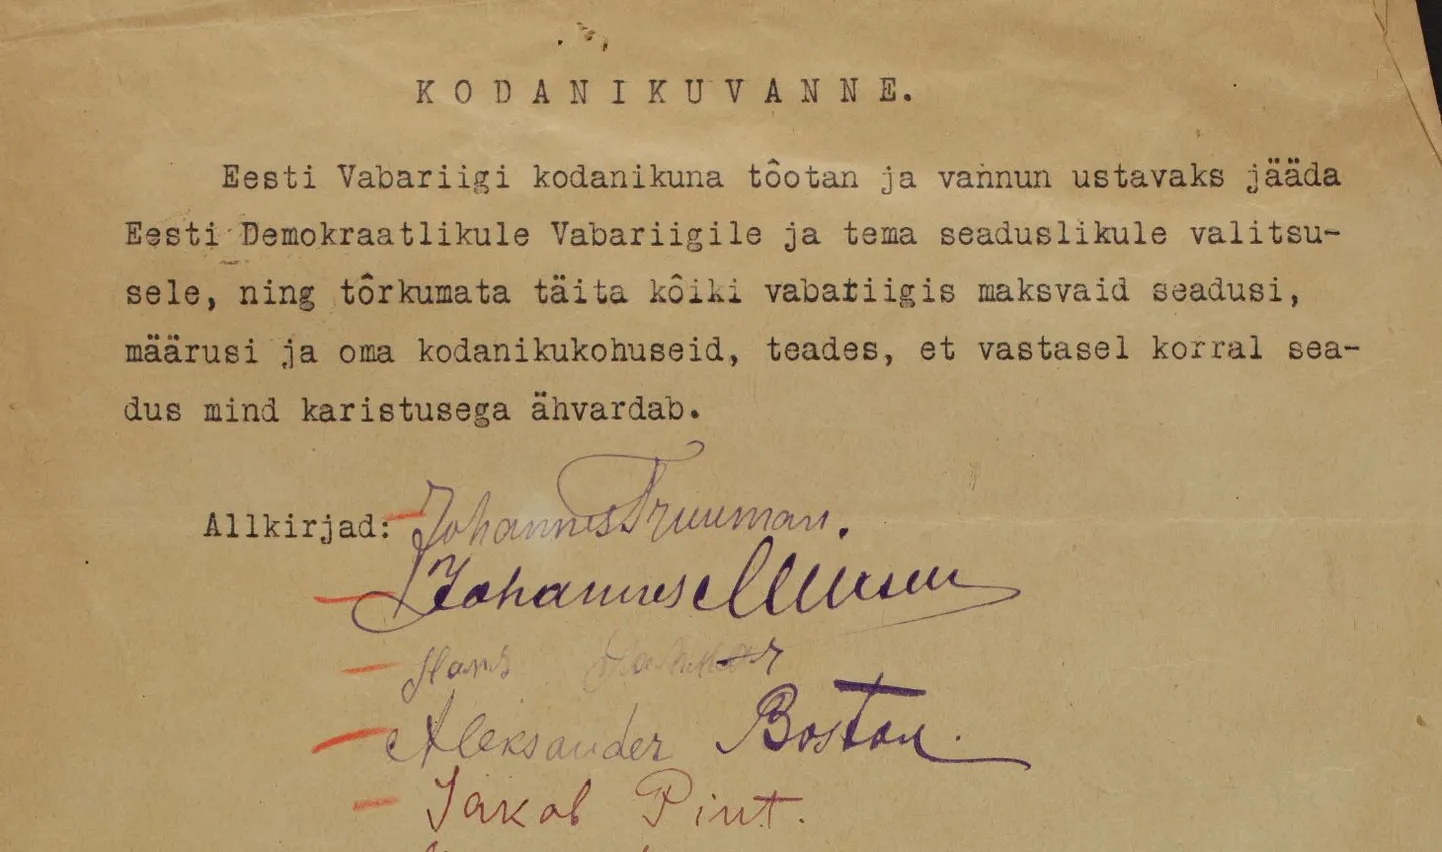 KODANIKUVANNE.
Eesti Vabariigi kodanikuna tôotan ja vannun ustavaks jääda
Eesti Demokraatlikule Vabariigile ja tema seaduslikule valitsu-
sele, ning tôrkumata täita kôiki vabariigis maksvaid seadusi,
määrusi ja oma kodanikukohuseid, teades, et vastasel korral sea-
dus mind karistusega ähvardab.
Allkirjad: Johannes Truuman.
Johannes
Hans
Aleksander Bostan.
Jakob Pint.